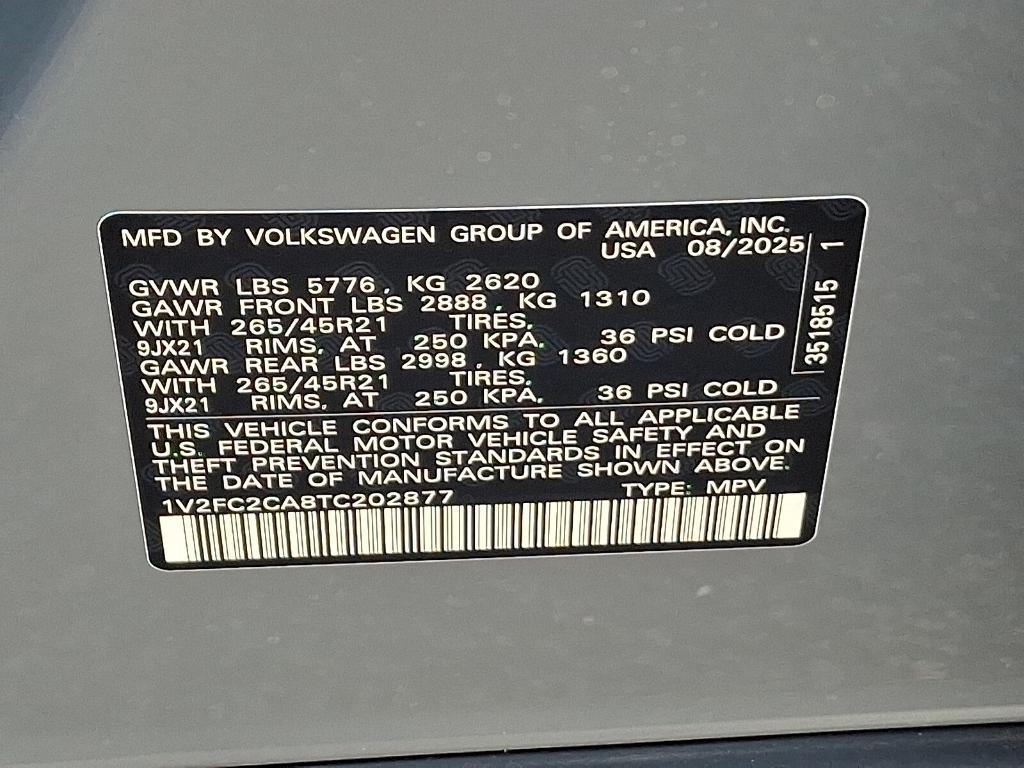 MFD BY VOLKSWAGEN GROUP OF AMERICA, INC.
USA 08/2025
GVWR LBS 5776, KG 2620
GAWR FRONT LBS 2888, KG 1310
WITH 265/45R21 TIRES,
9JX21 RIMS, AT 250 KPA, 36 PSI COLD
GAWR REAR LBS 2998, KG 1360
WITH 265/45R21 TIRES,
9JX21 RIMS, AT 250 KPA, 36 PSI COLD
THIS VEHICLE CONFORMS TO ALL APPLICABLE
U.S. FEDERAL MOTOR VEHICLE SAFETY AND
THEFT PREVENTION STANDARDS IN EFFECT ON
THE DATE OF MANUFACTURE SHOWN ABOVE.
1V2FC2CA8TC202877 TYPE: MPV
3518515 1